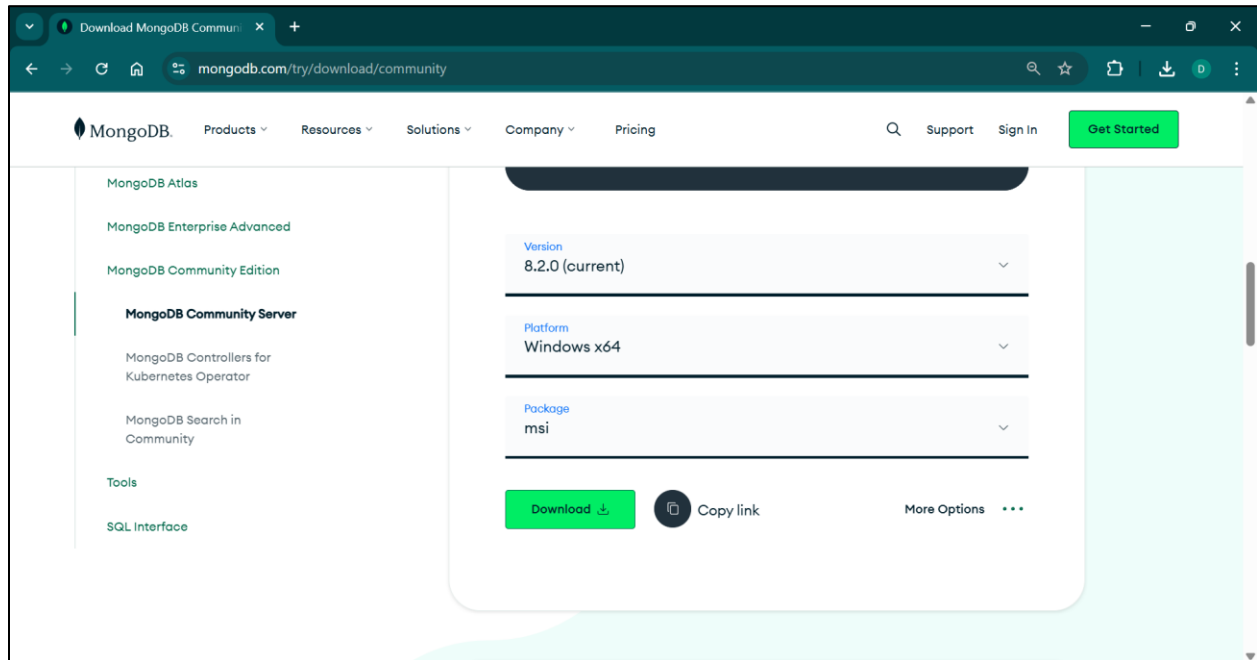 Download MongoDB Communi
mongodb.com/try/download/community
D
MongoDB.
Products
Resources
Solutions
Company
Pricing
Support
Sign In
Get Started
MongoDB Atlas
MongoDB Enterprise Advanced
MongoDB Community Edition
MongoDB Community Server
MongoDB Controllers for
Kubernetes Operator
MongoDB Search in
Community
Tools
SQL Interface
Version
8.2.0 (current)
Platform
Windows x64
Package
msi
Download
Copy link
More Options